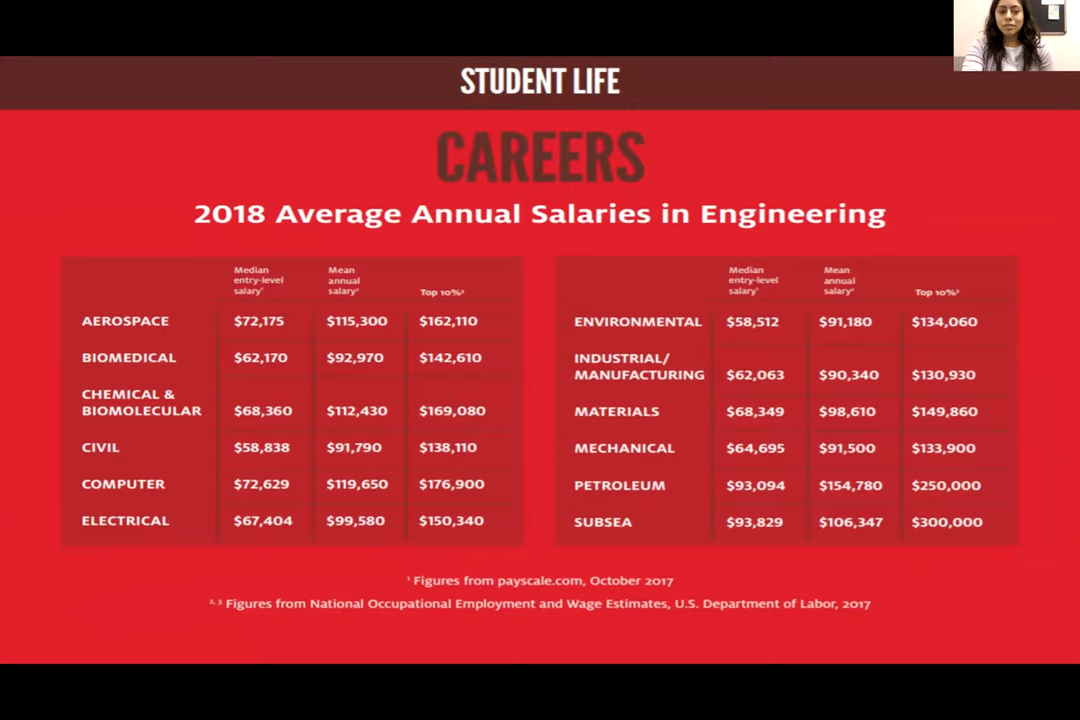 STUDENT LIFE
CAREERS
2018 Average Annual Salaries in Engineering
Median entry-level salary¹ Mean annual salary² Top 10%³
AEROSPACE $72,175 $115,300 $162,110
BIOMEDICAL $62,170 $92,970 $142,610
CHEMICAL &
BIOMOLECULAR $68,360 $112,430 $169,080
CIVIL $58,838 $91,790 $138,110
COMPUTER $72,629 $119,650 $176,900
ELECTRICAL $67,404 $99,580 $150,340
Median entry-level salary¹ Mean annual salary² Top 10%³
ENVIRONMENTAL $58,512 $91,180 $134,060
INDUSTRIAL/
MANUFACTURING $62,063 $90,340 $130,930
MATERIALS $68,349 $98,610 $149,860
MECHANICAL $64,695 $91,500 $133,900
PETROLEUM $93,094 $154,780 $250,000
SUBSEA $93,829 $106,347 $300,000
¹ Figures from payscale.com, October 2017
²,³ Figures from National Occupational Employment and Wage Estimates, U.S. Department of Labor, 2017